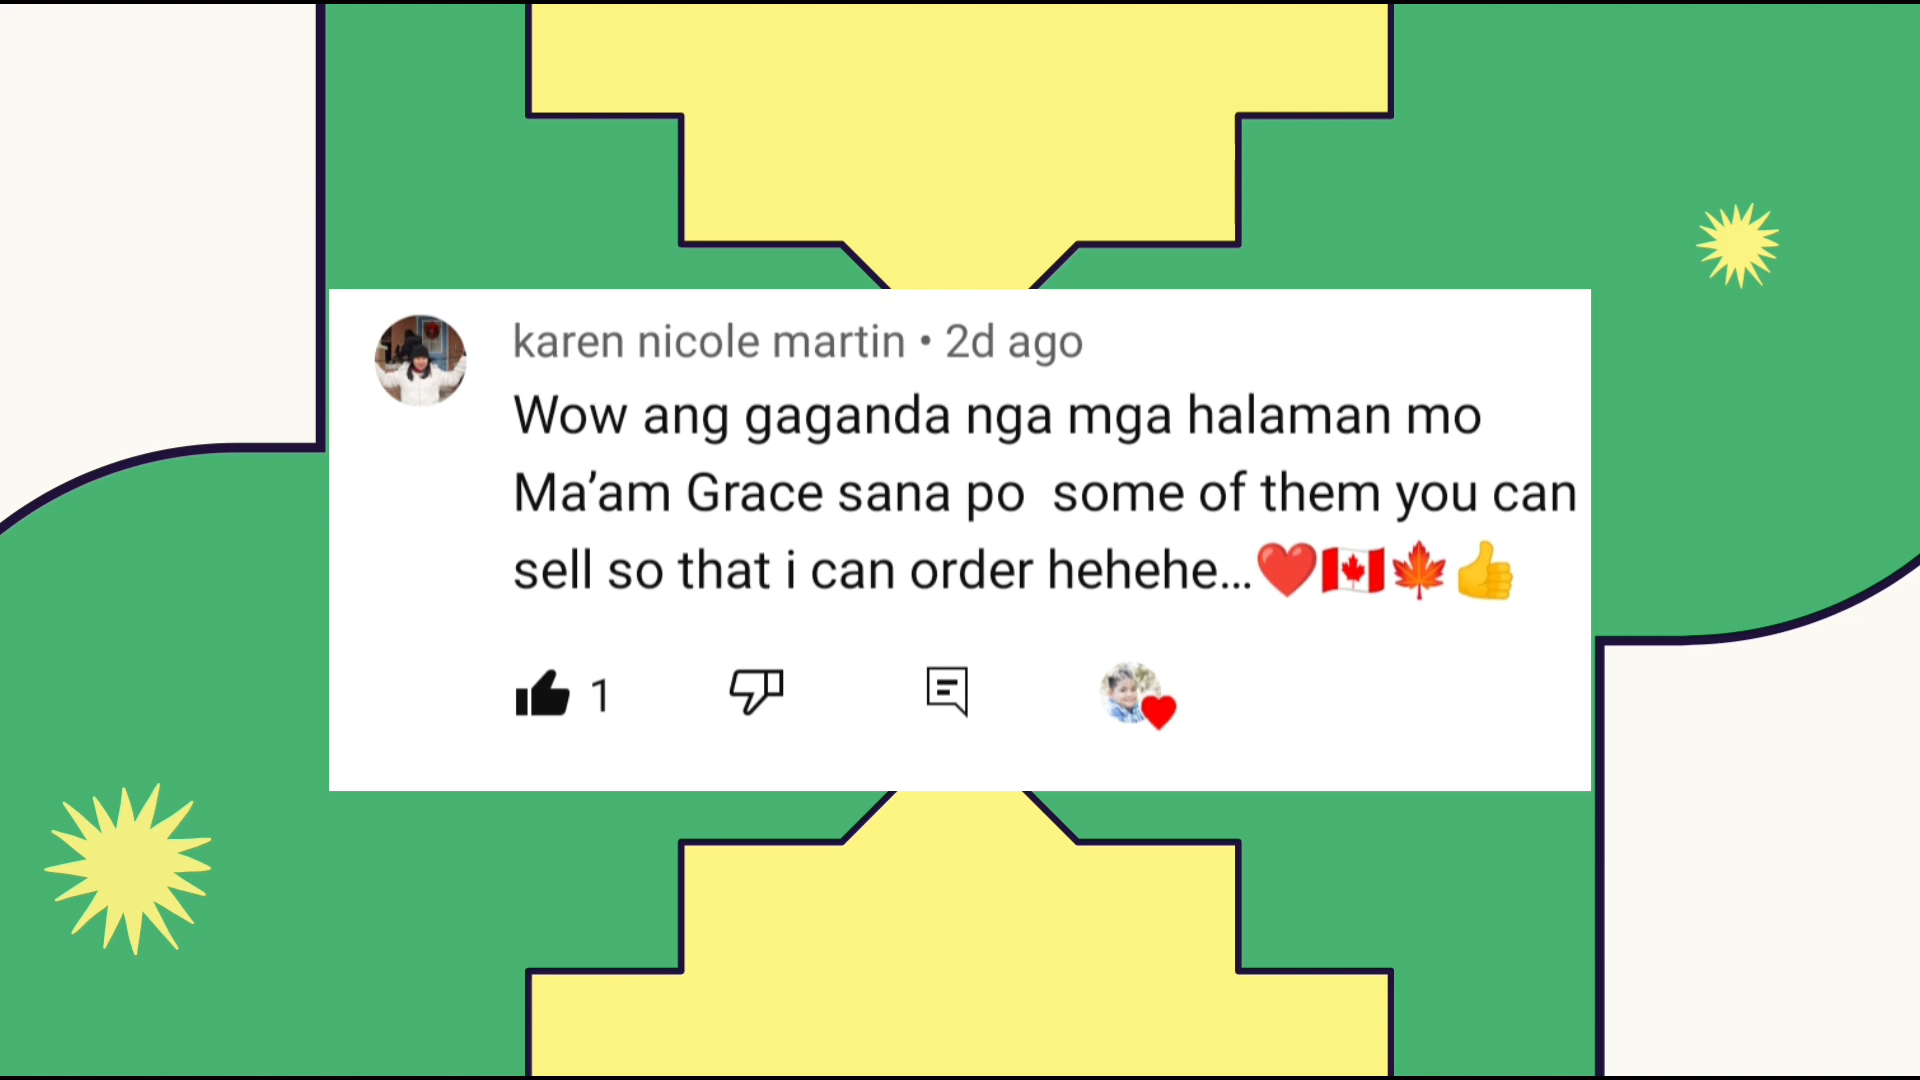 karen nicole martin • 2d ago
Wow ang gaganda nga mga halaman mo
Ma’am Grace sana po  some of them you can
sell so that i can order hehehe...❤️🇨🇦🍁👍
1